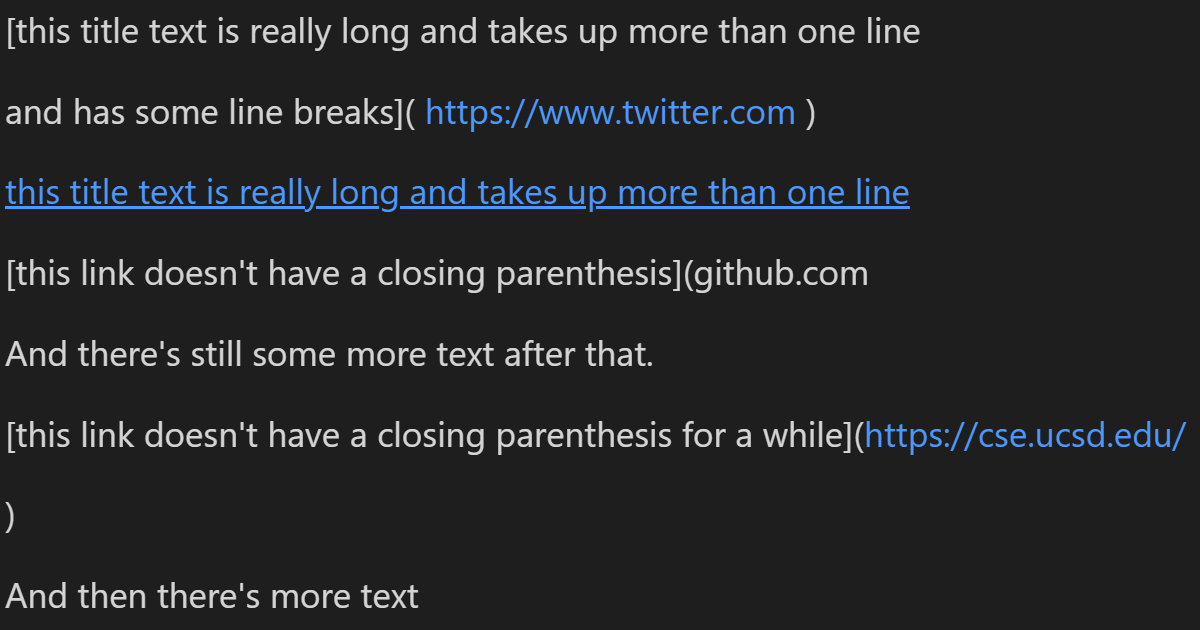 [this title text is really long and takes up more than one line
and has some line breaks]( https://www.twitter.com )
this title text is really long and takes up more than one line
[this link doesn't have a closing parenthesis](github.com
And there's still some more text after that.
[this link doesn't have a closing parenthesis for a while](https://cse.ucsd.edu/
)
And then there's more text